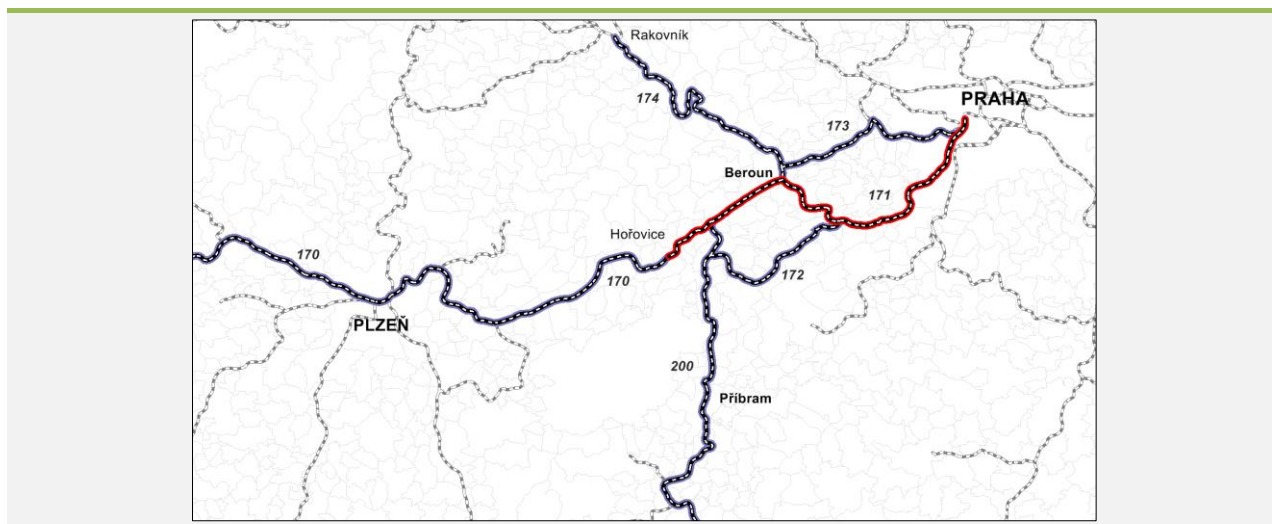 Rakovník
174
PRAHA
173
Beroun
171
Hořovice
170
170
172
PLZEŇ
200
Příbram